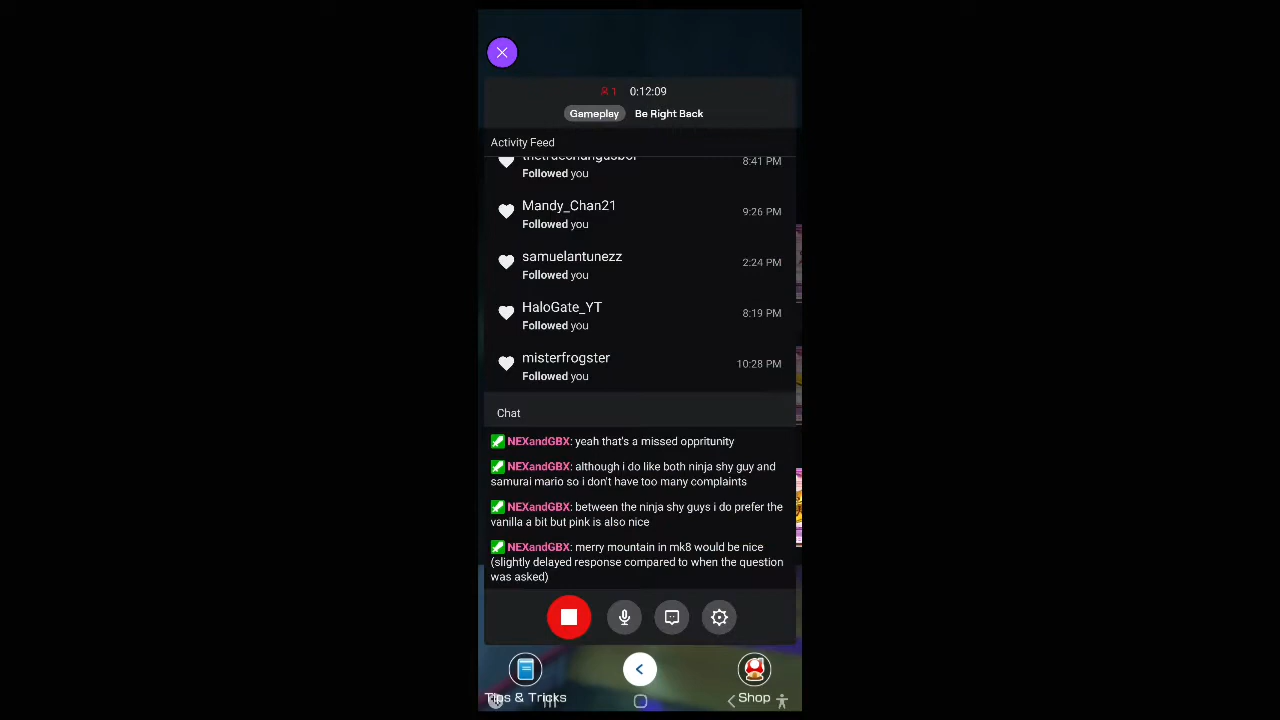 1 0:12:09
Gameplay Be Right Back
Activity Feed
8:41 PM
Followed you
Mandy_Chan21
9:26 PM
Followed you
samuelantunezz
2:24 PM
Followed you
HaloGate_YT
8:19 PM
Followed you
misterfrogster
10:28 PM
Followed you
Chat
NEXandGBX: yeah that's a missed oppritunity
NEXandGBX: although i do like both ninja shy guy and
samurai mario so i don't have too many complaints
NEXandGBX: between the ninja shy guys i do prefer the
vanilla a bit but pink is also nice
NEXandGBX: merry mountain in mk8 would be nice
(slightly delayed response compared to when the question
was asked)
Tips & Tricks
Shop